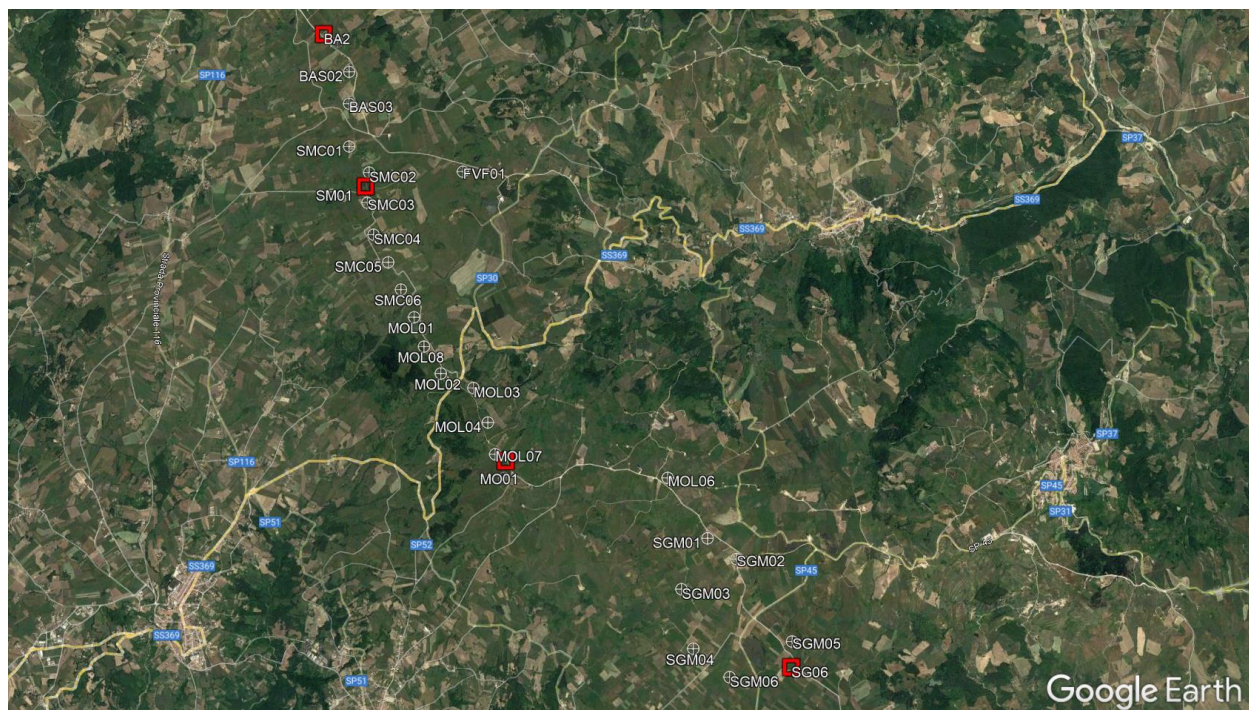 BA2
BAS02
SP116
BAS03
SP37
SMC01
SMC02
FVF01
SM01
SS369
SMC03
SS369
SMC04
SS369
SMC05
SP30
Strada Provinciale 116
SMC06
MOL01
MOL08
MOL02
MOL03
MOL04
SP37
MOL07
SP116
MO01
MOL06
SP45
SP31
SP51
SGM01
SP52
SP 45
SGM02
SS369
SP45
SGM03
SS369
SGM05
SGM04
SG06
SP51
SGM06
Google Earth